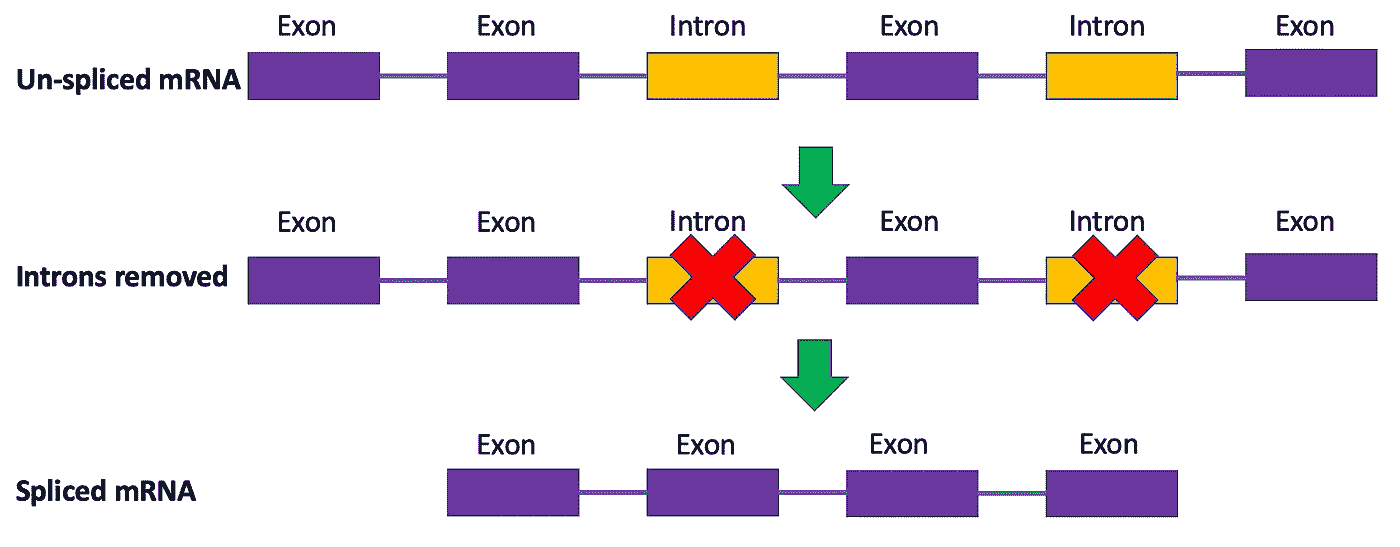 Exon Exon Intron Exon Intron Exon
Un-spliced mRNA
Exon Exon Intron Exon Intron Exon
Introns removed
Exon Exon Exon Exon
Spliced mRNA